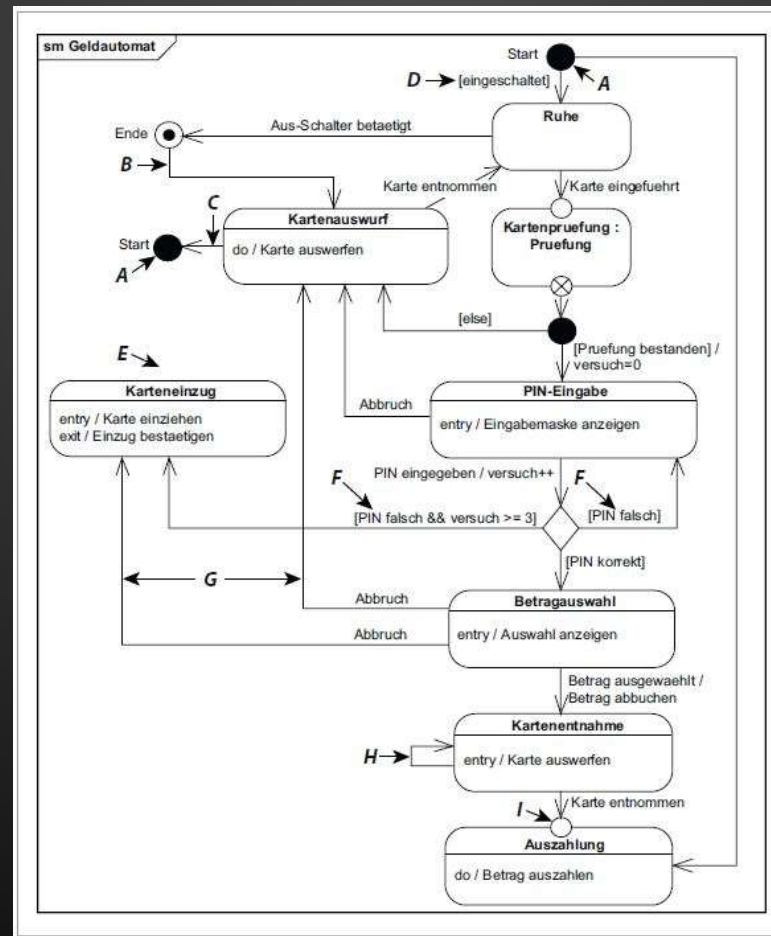 sm Geldautomat
Start
D
[eingeschaltet]
A
Ruhe
Ende
Aus-Schalter betaetigt
B
Karte entnommen
Karte eingefuehrt
C
Kartenauswurf
do / Karte auswerfen
Start
A
Kartenpruefung :
Pruefung
[else]
[Pruefung bestanden] /
versuch=0
E
Karteneinzug
entry / Karte einziehen
exit / Einzug bestaetigen
Abbruch
PIN-Eingabe
entry / Eingabemaske anzeigen
PIN eingegeben / versuch++
F
F
[PIN falsch && versuch >= 3]
[PIN falsch]
[PIN korrekt]
G
Abbruch
Abbruch
Betragauswahl
entry / Auswahl anzeigen
Betrag ausgewaehlt /
Betrag abbuchen
Kartenentnahme
H
entry / Karte auswerfen
I
Karte entnommen
Auszahlung
do / Betrag auszahlen